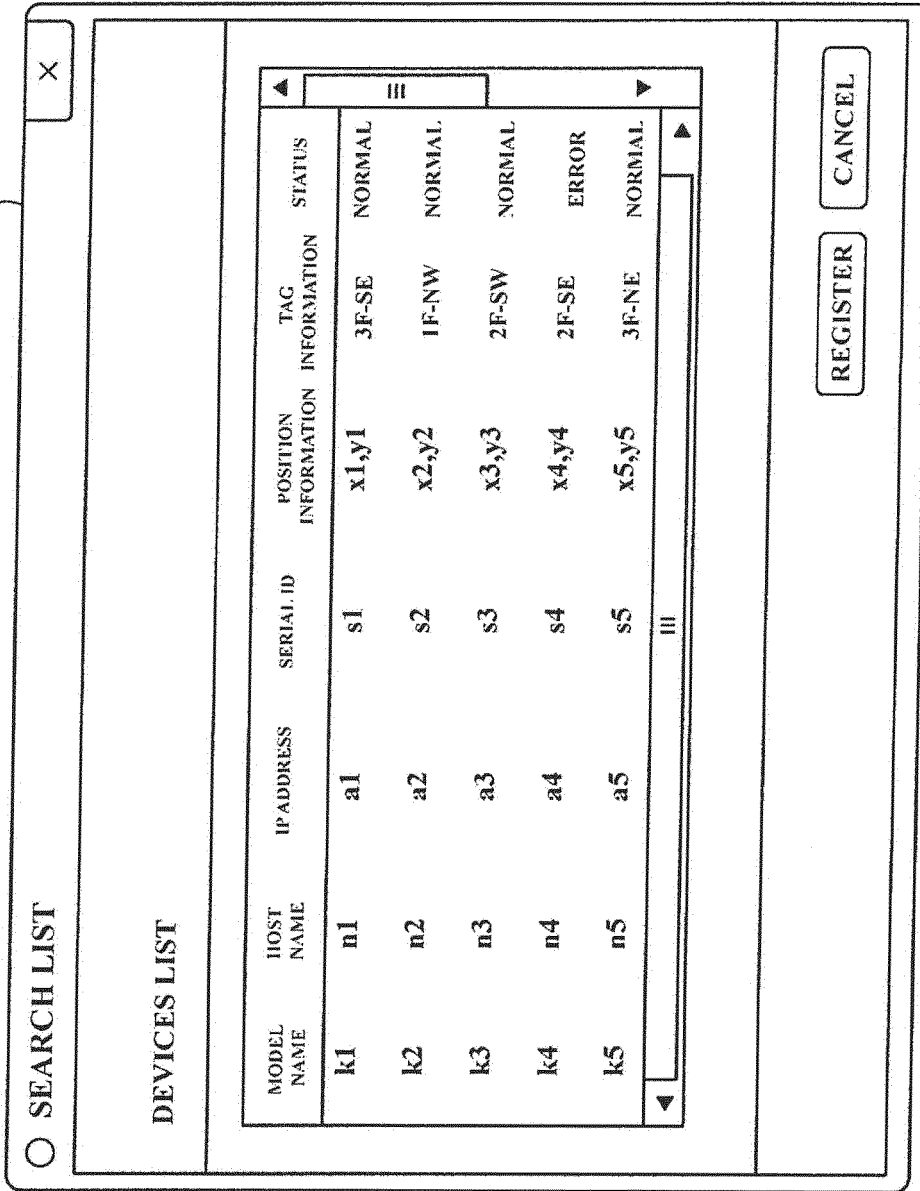 SEARCH LIST
×
DEVICES LIST
MODEL NAME HOST NAME IP ADDRESS SERIAL ID POSITION INFORMATION TAG INFORMATION STATUS
k1 n1 a1 s1 x1,y1 3F-SE NORMAL
k2 n2 a2 s2 x2,y2 1F-NW NORMAL
k3 n3 a3 s3 x3,y3 2F-SW NORMAL
k4 n4 a4 s4 x4,y4 2F-SE ERROR
k5 n5 a5 s5 x5,y5 3F-NE NORMAL
REGISTER CANCEL